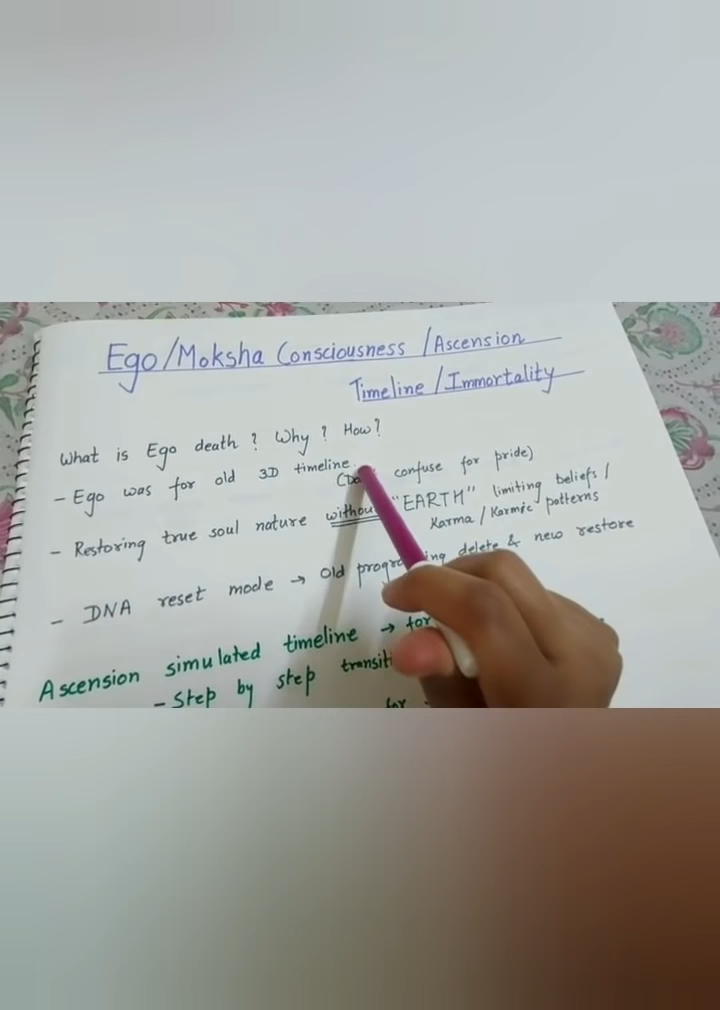 Ego/Moksha Consciousness /Ascension
Timeline /Immortality
What is Ego death? Why? How?
- Ego was for old 3D timeline.
confuse for pride)
- Restoring true soul nature without "EARTH" limiting beliefs/
Karma/Karmic patterns
- DNA reset mode → Old delete & new restore
Ascension simulated timeline → for
- Step by step
for